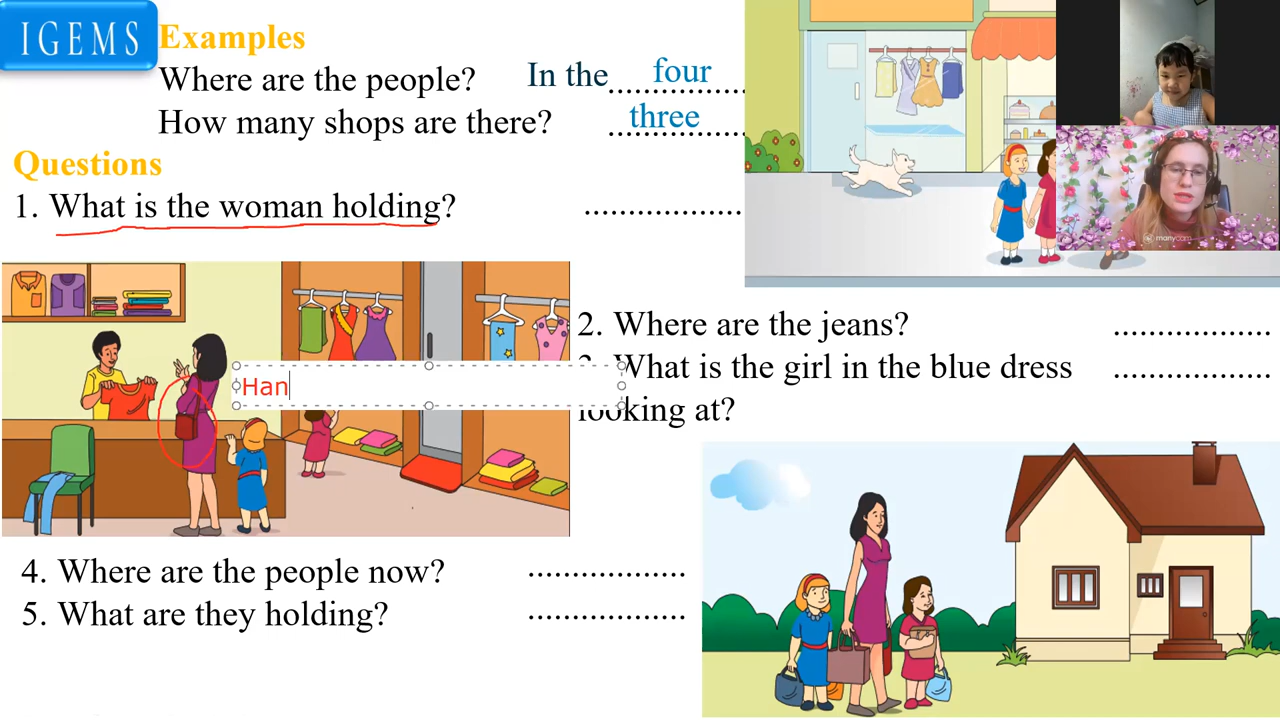 IGEMS
Examples
Where are the people? In the four
How many shops are there? three
Questions
1. What is the woman holding?
Han
2. Where are the jeans?
What is the girl in the blue dress
looking at?
4. Where are the people now?
5. What are they holding?
manycam